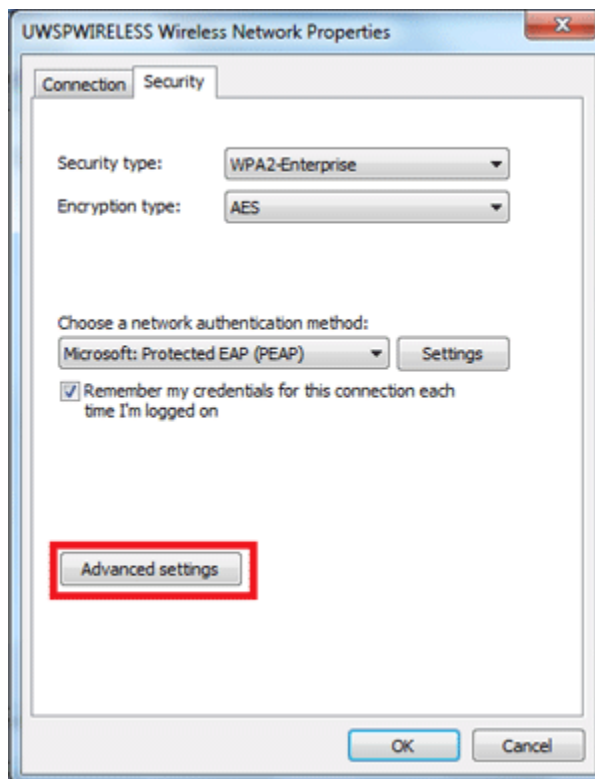 UWSPWIRELESS Wireless Network Properties
Connection
Security
Security type:
WPA2-Enterprise
Encryption type:
AES
Choose a network authentication method:
Microsoft: Protected EAP (PEAP)
Settings
Remember my credentials for this connection each
time I'm logged on
Advanced settings
OK
Cancel